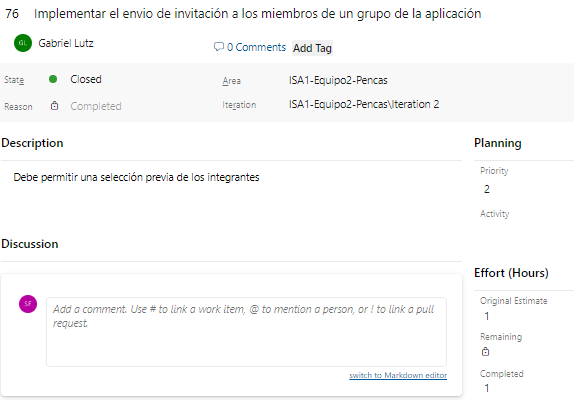 76 Implementar el envio de invitación a los miembros de un grupo de la aplicación
GL Gabriel Lutz 0 Comments Add Tag
State Closed Area ISA1-Equipo2-Pencas
Reason Completed Iteration ISA1-Equipo2-Pencas\Iteration 2
Description
Debe permitir una selección previa de los integrantes
Discussion
SF
Add a comment. Use # to link a work item, @ to mention a person, or ! to link a pull
request.
switch to Markdown editor
Planning
Priority
2
Activity
Effort (Hours)
Original Estimate
1
Remaining
Completed
1